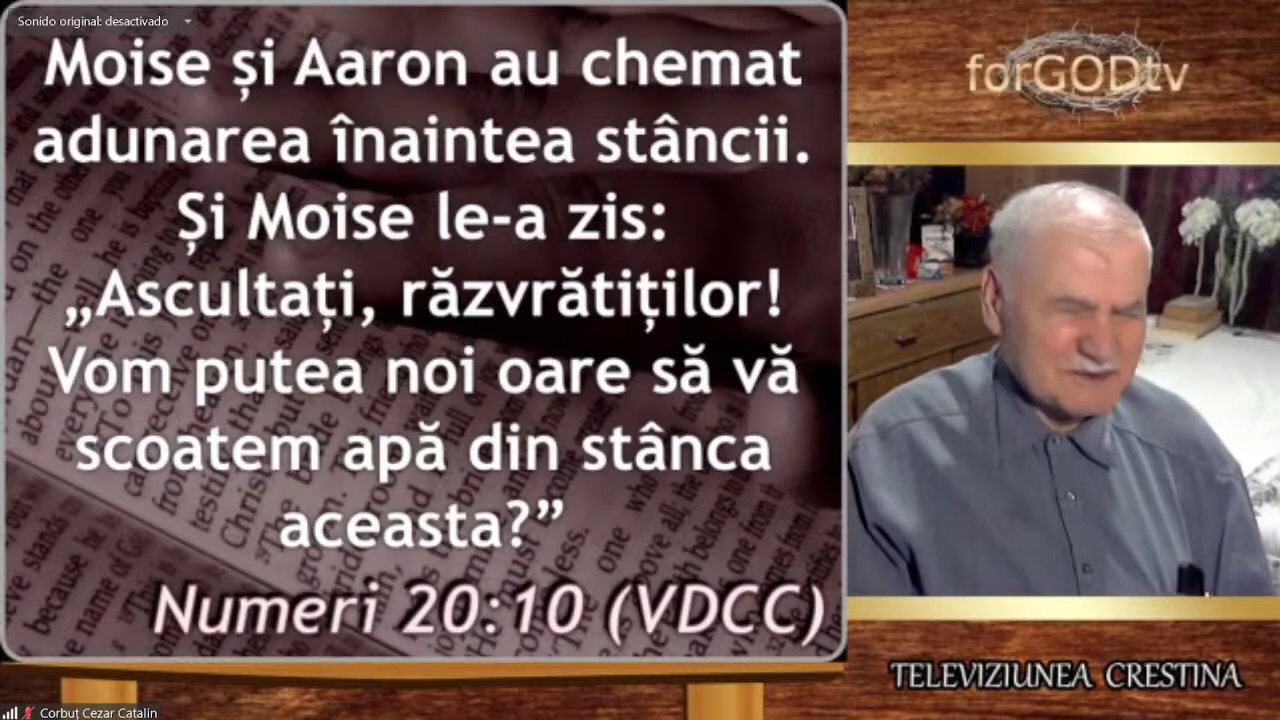 Sonido original: desactivado
Moise și Aaron au chemat
adunarea înaintea stâncii.
Și Moise le-a zis:
„Ascultați, răzvrătiților!
Vom putea noi oare să vă
scoatem apă din stânca
aceasta?”
Numeri 20:10 (VDCC)
forGODtv
TELEVIZIUNEA CRESTINA
Corbuț Cezar Catalin